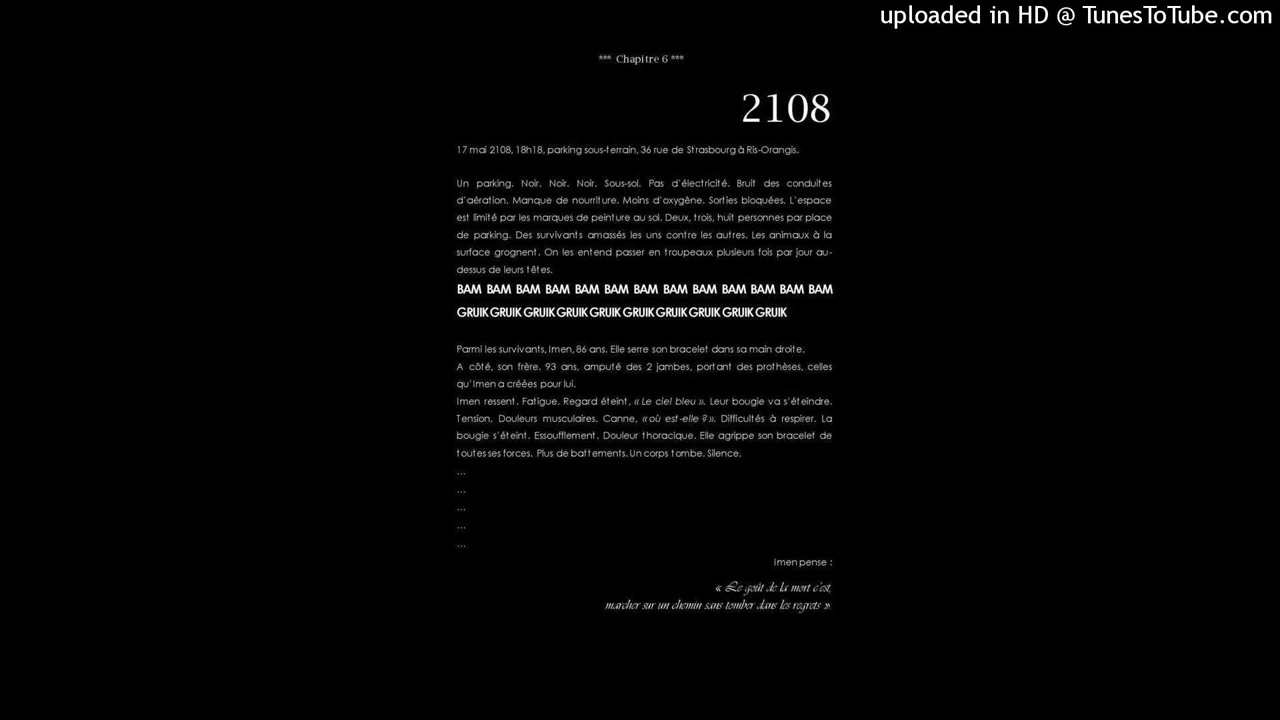 uploaded in HD @ TunesToTube.com
*** Chapitre 6 ***
2108
17 mai 2108, 18h18, parking sous-terrain, 36 rue de Strasbourg à Ris-Orangis.
Un parking. Noir. Noir. Noir. Sous-sol. Pas d'électricité. Bruit des conduites
d'aération. Manque de nourriture. Moins d'oxygène. Sorties bloquées. L'espace
est limité par les marques de peinture au sol. Deux, trois, huit personnes par place
de parking. Des survivants amassés les uns contre les autres. Les animaux à la
surface grognent. On les entend passer en troupeaux plusieurs fois par jour au-
dessus de leurs têtes.
BAM BAM BAM BAM BAM BAM BAM BAM BAM BAM BAM BAM BAM
GRUIK GRUIK GRUIK GRUIK GRUIK GRUIK GRUIK GRUIK GRUIK GRUIK
Parmi les survivants, Imen, 86 ans. Elle serre son bracelet dans sa main droite.
A côté, son frère. 93 ans, amputé des 2 jambes, portant des prothèses, celles
qu'Imen a créées pour lui.
Imen ressent. Fatigue. Regard éteint, « Le ciel bleu ». Leur bougie va s'éteindre.
Tension. Douleurs musculaires. Canne, « où est-elle ? ». Difficultés à respirer. La
bougie s'éteint. Essoufflement. Douleur thoracique. Elle agrippe son bracelet de
toutes ses forces. Plus de battements. Un corps tombe. Silence.
...
...
...
...
...
Imen pense :
« Le goût de la mort c'est,
marcher sur un chemin sans tomber dans les regrets ».